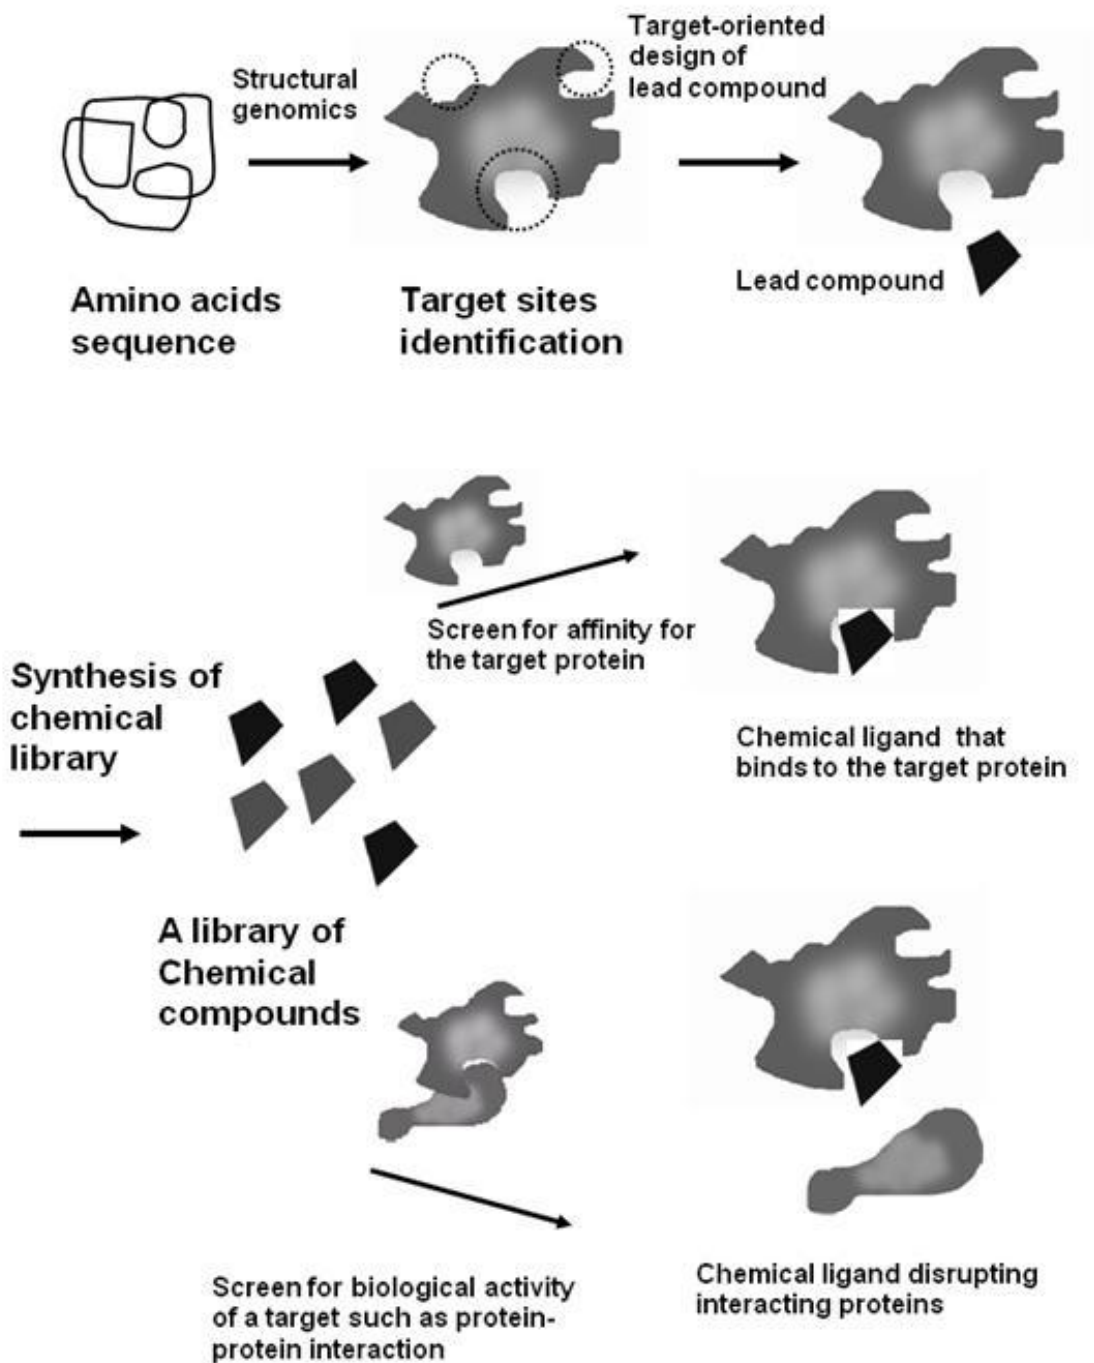 Structural
genomics
Target-oriented
design of
lead compound
Amino acids
sequence
Target sites
identification
Lead compound
Screen for affinity for
the target protein
Synthesis of
chemical
library
Chemical ligand that
binds to the target protein
A library of
Chemical
compounds
Screen for biological activity
of a target such as protein-
protein interaction
Chemical ligand disrupting
interacting proteins